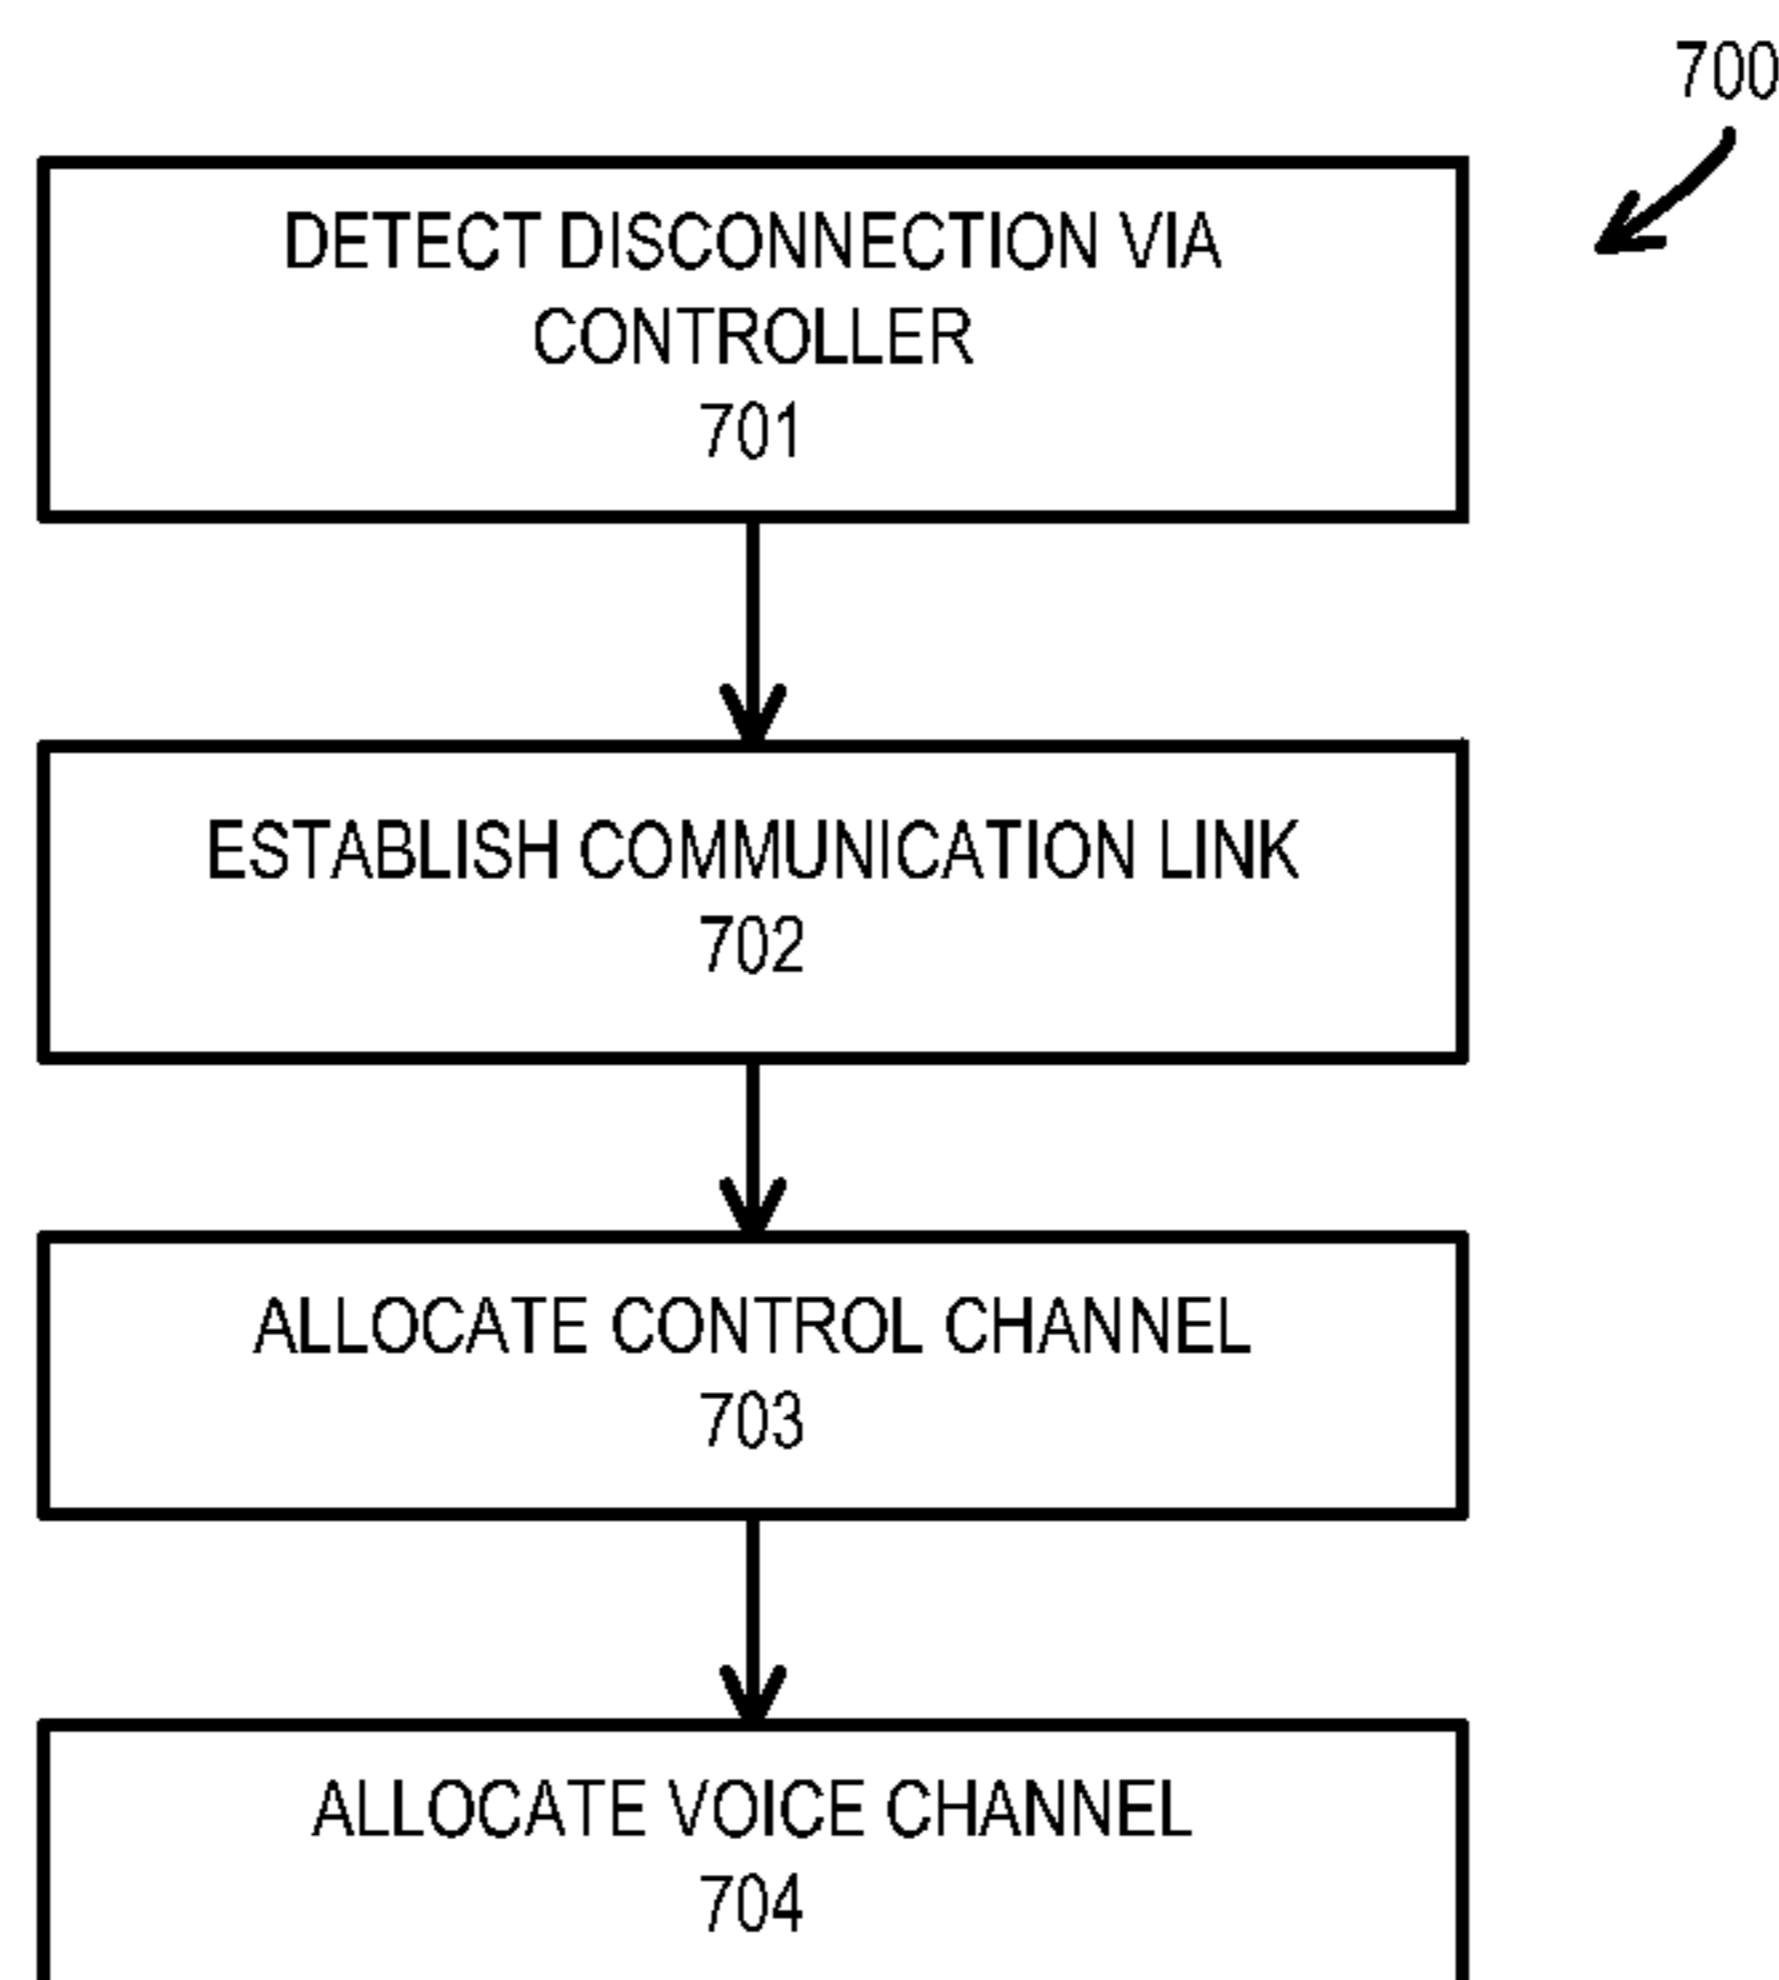 700
DETECT DISCONNECTION VIA
CONTROLLER
701
ESTABLISH COMMUNICATION LINK
702
ALLOCATE CONTROL CHANNEL
703
ALLOCATE VOICE CHANNEL
704